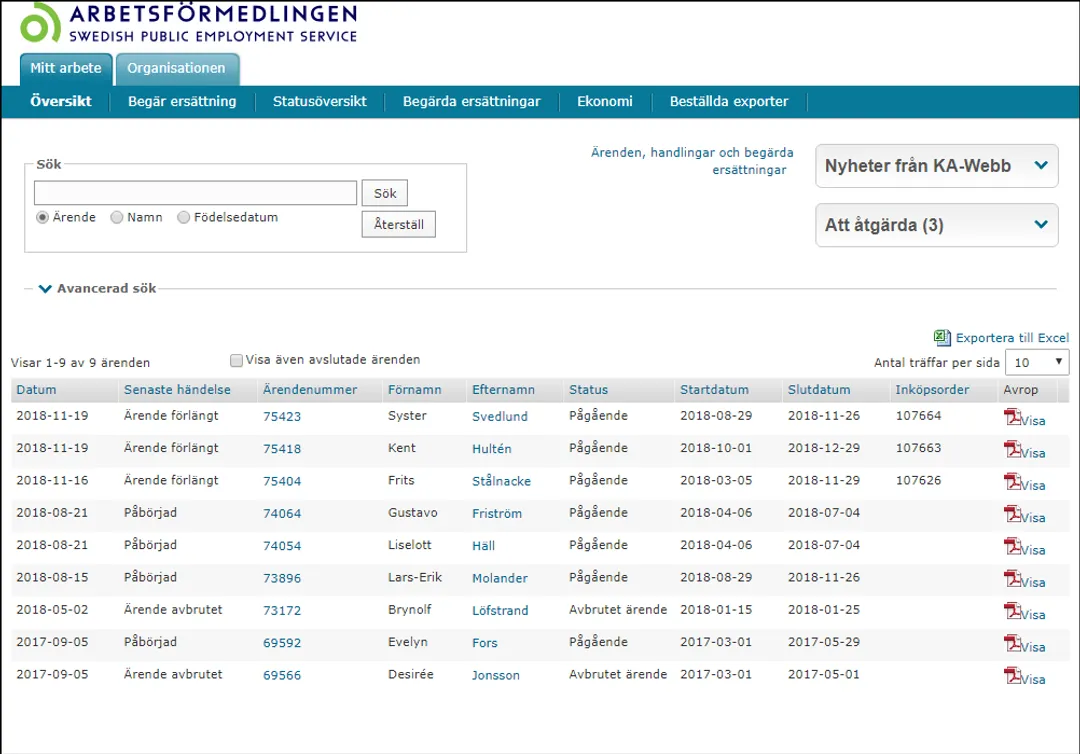 ARBETSFÖRMEDLINGEN
SWEDISH PUBLIC EMPLOYMENT SERVICE
Mitt arbete Organisationen
Översikt Begär ersättning Statusöversikt Begärda ersättningar Ekonomi Beställda exporter
Sök
Sök
Ärende Namn Födelsedatum
Återställ
Ärenden, handlingar och begärda
ersättningar
Nyheter från KA-Webb
Att åtgärda (3)
Avancerad sök
Exportera till Excel
Visar 1-9 av 9 ärenden Visa även avslutade ärenden Antal träffar per sida 10
Datum Senaste händelse Ärendenummer Förnamn Efternamn Status Startdatum Slutdatum Inköpsorder Avrop
2018-11-19 Ärende förlängt 75423 Syster Svedlund Pågående 2018-08-29 2018-11-26 107664 Visa
2018-11-19 Ärende förlängt 75418 Kent Hultén Pågående 2018-10-01 2018-12-29 107663 Visa
2018-11-16 Ärende förlängt 75404 Frits Stålnacke Pågående 2018-03-05 2018-11-29 107626 Visa
2018-08-21 Påbörjad 74064 Gustavo Friström Pågående 2018-04-06 2018-07-04 Visa
2018-08-21 Påbörjad 74054 Liselott Häll Pågående 2018-04-06 2018-07-04 Visa
2018-08-15 Påbörjad 73896 Lars-Erik Molander Pågående 2018-08-29 2018-11-26 Visa
2018-05-02 Ärende avbrutet 73172 Brynolf Löfstrand Avbrutet ärende 2018-01-15 2018-01-25 Visa
2017-09-05 Påbörjad 69592 Evelyn Fors Pågående 2017-03-01 2017-05-29 Visa
2017-09-05 Ärende avbrutet 69566 Desirée Jonsson Avbrutet ärende 2017-03-01 2017-05-01 Visa